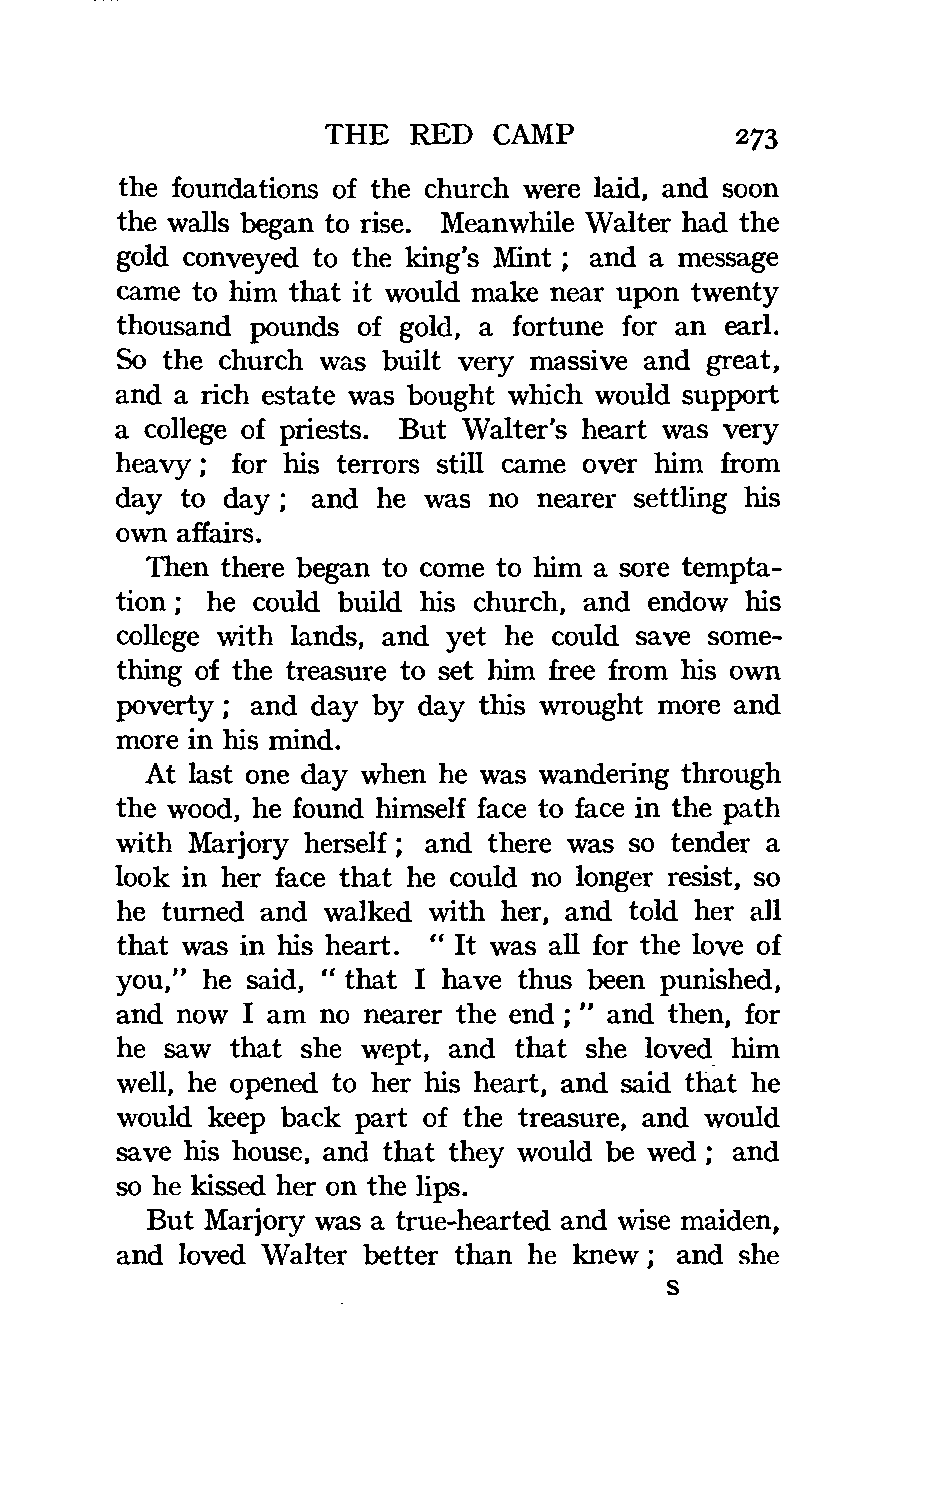 THE RED CAMP 273
the foundations of the church were laid, and soon
the walls began to rise. Meanwhile Walter had the
gold conveyed to the king's Mint ; and a message
came to him that it would make near upon twenty
thousand pounds of gold, a fortune for an earl.
So the church was built very massive and great,
and a rich estate was bought which would support
a college of priests. But Walter's heart was very
heavy ; for his terrors still came over him from
day to day ; and he was no nearer settling his
own affairs.
Then there began to come to him a sore tempta-
tion ; he could build his church, and endow his
college with lands, and yet he could save some-
thing of the treasure to set him free from his own
poverty ; and day by day this wrought more and
more in his mind.
At last one day when he was wandering through
the wood, he found himself face to face in the path
with Marjory herself ; and there was so tender a
look in her face that he could no longer resist, so
he turned and walked with her, and told her all
that was in his heart. " It was all for the love of
you," he said, " that I have thus been punished,
and now I am no nearer the end ; " and then, for
he saw that she wept, and that she loved him
well, he opened to her his heart, and said that he
would keep back part of the treasure, and would
save his house, and that they would be wed ; and
so he kissed her on the lips.
But Marjory was a true-hearted and wise maiden,
and loved Walter better than he knew ; and she
S